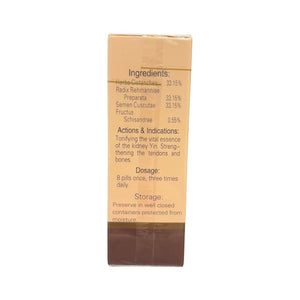 Ingredients:
Herba Cistanches 33.15%
Radix Rehmanniae
Preparata 33.15%
Semen Cuscutae 33.15%
Fructus
Schisandrae 0.55%
Actions & Indications:
Tonifying the vital essence
of the kidney Yin. Streng-
thening the tendons and
bones.
Dosage:
8 pills once, three times
daily.
Storage:
Preserve in well closed
containers protected from
moisture.